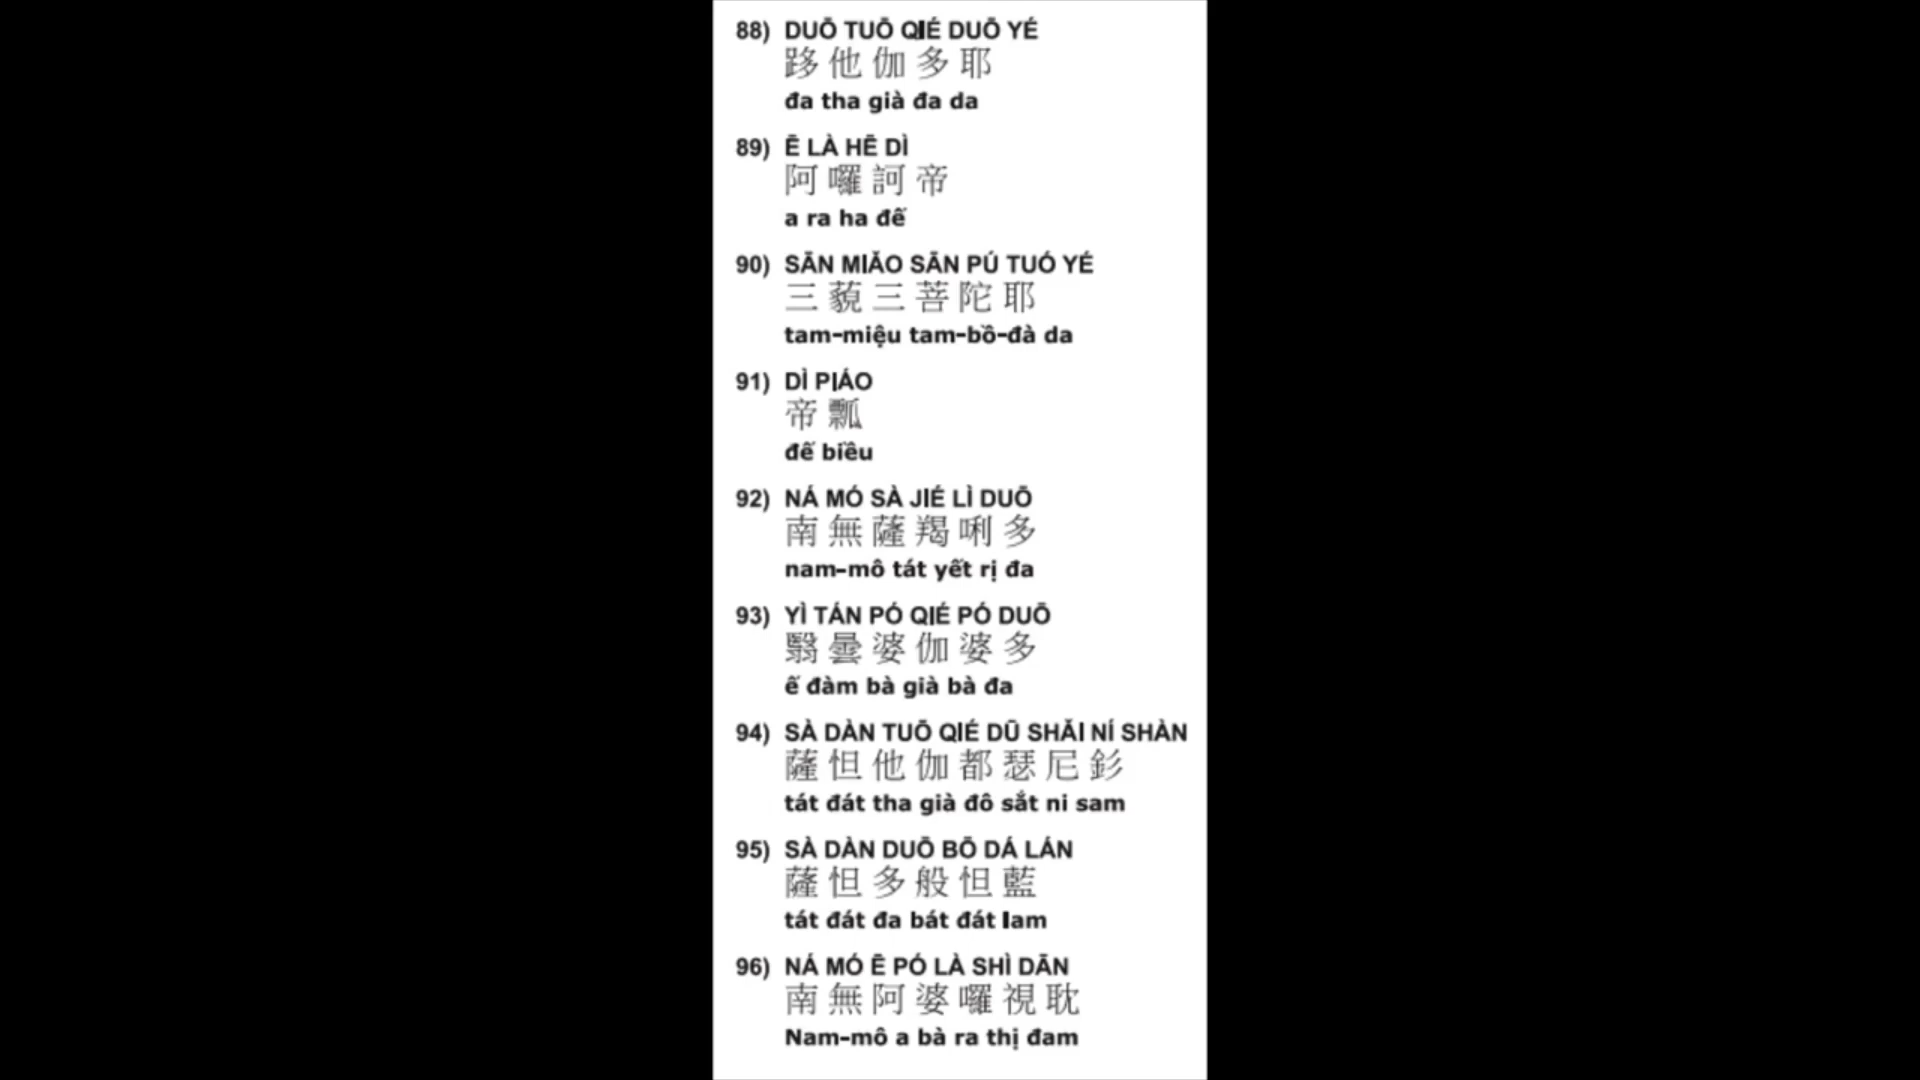 88) DUŌ TUŌ QIÉ DUŌ YÉ
跢他伽多耶
đa tha già đa da
89) Ē LÀ HĒ DÌ
阿囉訶帝
a ra ha đế
90) SĀN MIǍO SĀN PÚ TUÓ YÉ
三藐三菩陀耶
tam-miệu tam-bồ-đà da
91) DÌ PIÁO
帝瓢
đế biều
92) NÁ MÓ SÀ JIÉ LÌ DUŌ
南無薩羯唎多
nam-mô tát yết rị đa
93) YÌ TÁN PÓ QIÉ PÓ DUŌ
翳曇婆伽婆多
ế đàm bà già bà đa
94) SÀ DÀN TUŌ QIÉ DŪ SHǍI NÍ SHÀN
薩怛他伽都瑟尼釤
tát đát tha già đô sắt ni sam
95) SÀ DÀN DUŌ BŌ DÁ LÁN
薩怛多般怛藍
tát đát đa bát đát lam
96) NÁ MÓ Ē PÓ LÀ SHÌ DĀN
南無阿婆囉視耽
Nam-mô a bà ra thị đam